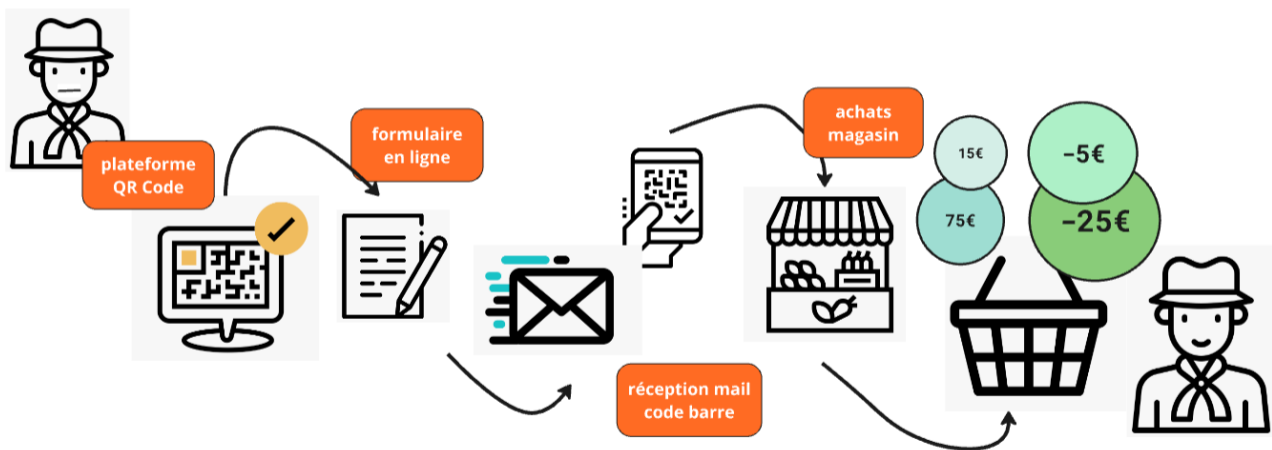 plateforme
QR Code
formulaire
en ligne
réception mail
code barre
achats
magasin
15€
-5€
75€
-25€